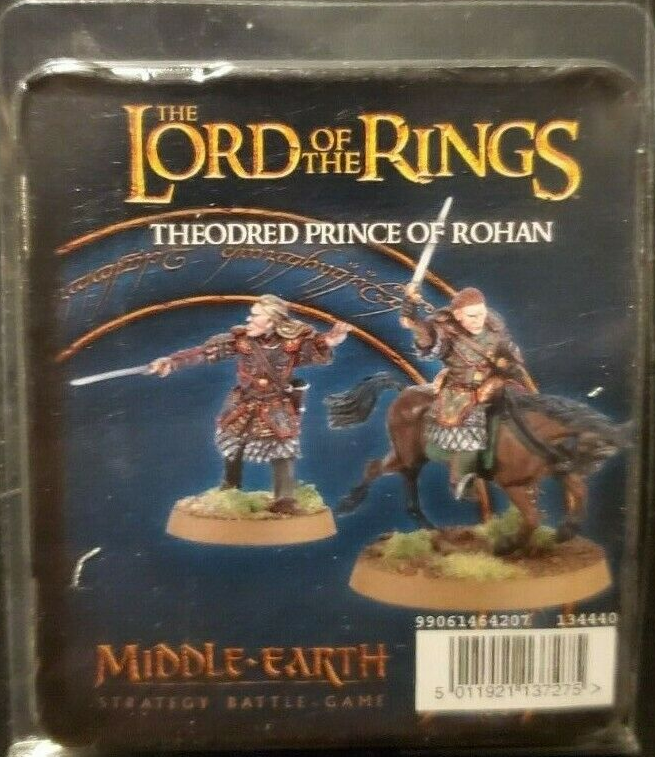 THE
LORD OF THE RINGS
THEODRED PRINCE OF ROHAN
MIDDLE-EARTH
STRATEGY BATTLE-GAME
99061464207 134440
5 011921 137275 >